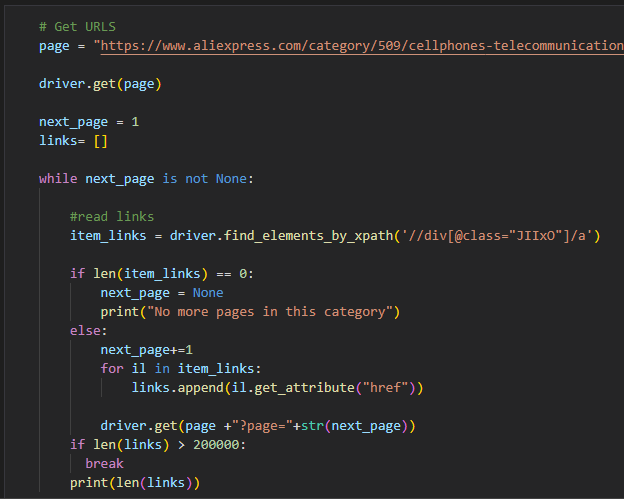 # Get URLS
page = "https://www.aliexpress.com/category/509/cellphones-telecommunication
driver.get(page)
next_page = 1
links= []
while next_page is not None:
#read links
item_links = driver.find_elements_by_xpath('//div[@class="JIIxO"]/a')
if len(item_links) == 0:
next_page = None
print("No more pages in this category")
else:
next_page+=1
for il in item_links:
links.append(il.get_attribute("href"))
driver.get(page +"?page="+str(next_page))
if len(links) > 200000:
break
print(len(links))